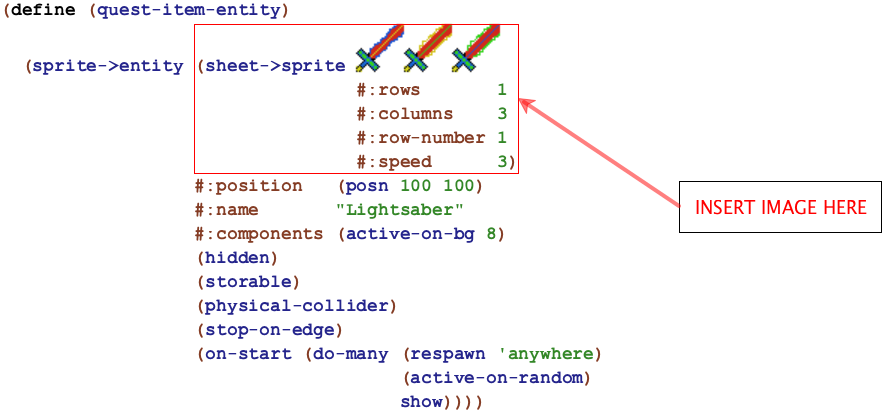 (define (quest-item-entity)
(sprite->entity (sheet->sprite
#:rows 1
#:columns 3
#:row-number 1
#:speed 3)
#:position (posn 100 100)
#:name "Lightsaber"
#:components (active-on-bg 8)
(hidden)
(storable)
(physical-collider)
(stop-on-edge)
(on-start (do-many (respawn 'anywhere)
(active-on-random)
show))))
INSERT IMAGE HERE